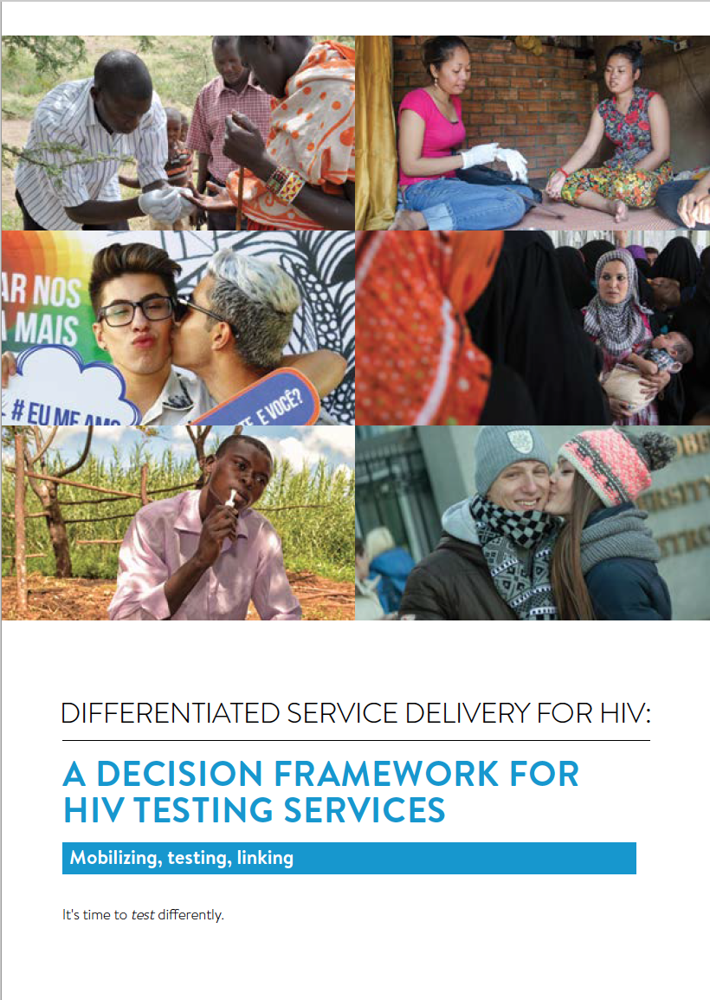 AR NOS
MAIS
# EU ME AMO
E VOCÊ?
DIFFERENTIATED SERVICE DELIVERY FOR HIV:
A DECISION FRAMEWORK FOR
HIV TESTING SERVICES
Mobilizing, testing, linking
It's time to test differently.